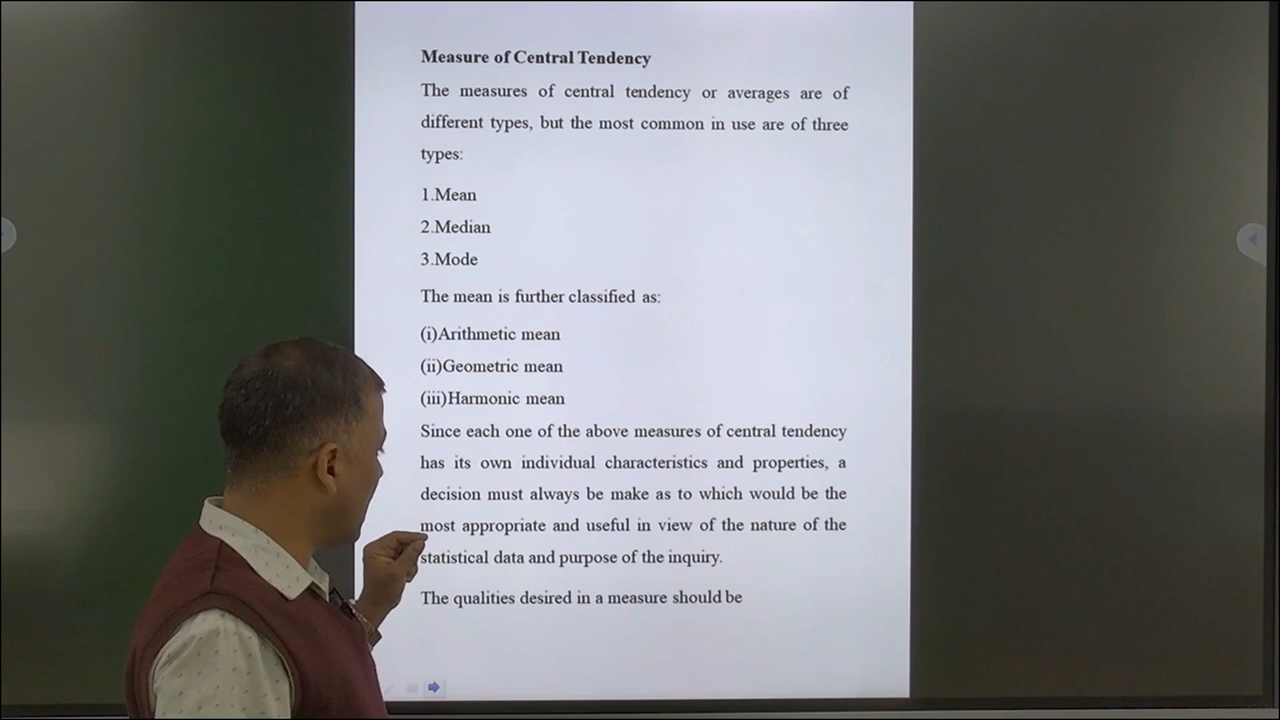 Measure of Central Tendency
The measures of central tendency or averages are of
different types, but the most common in use are of three
types:
1.Mean
2.Median
3.Mode
The mean is further classified as:
(i)Arithmetic mean
(ii)Geometric mean
(iii)Harmonic mean
Since each one of the above measures of central tendency
has its own individual characteristics and properties, a
decision must always be make as to which would be the
most appropriate and useful in view of the nature of the
statistical data and purpose of the inquiry.
The qualities desired in a measure should be